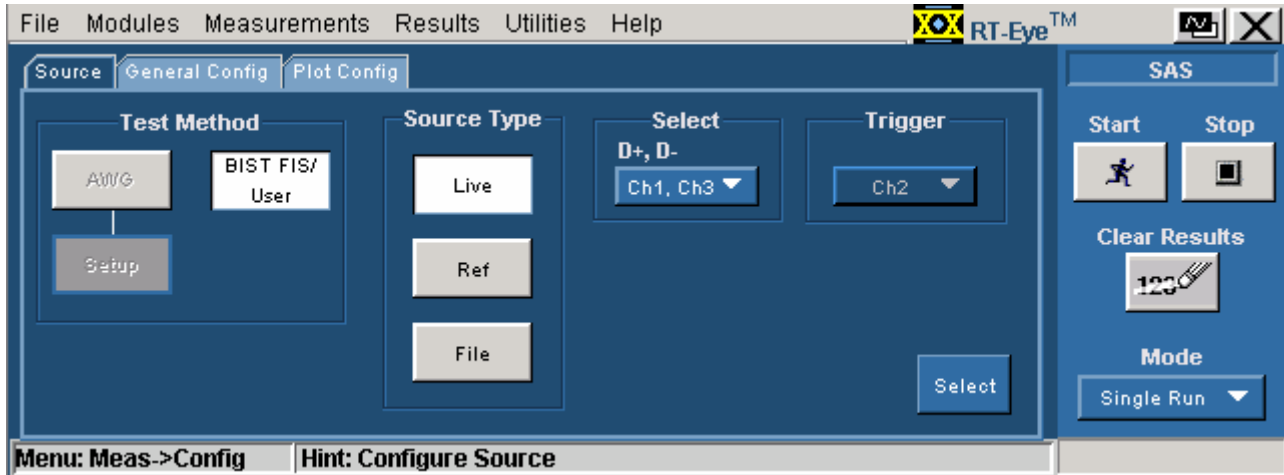 File Modules Measurements Results Utilities Help RT-Eye™
Source General Config Plot Config
Test Method
AWG
BIST FIS/
User
Setup
Source Type
Live
Ref
File
Select
D+, D-
Ch1, Ch3
Trigger
Ch2
Select
SAS
Start Stop
Clear Results
123
Mode
Single Run
Menu: Meas->Config Hint: Configure Source